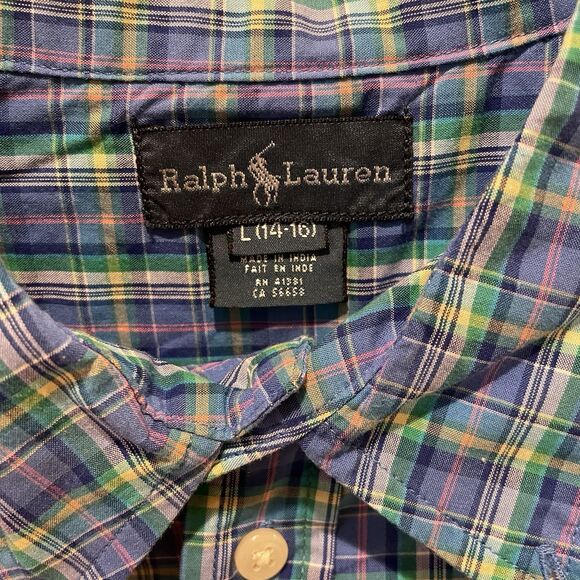 Ralph Lauren
L (14-16)
MADE IN INDIA
FAIT EN INDE
RN 41381
CA 56658